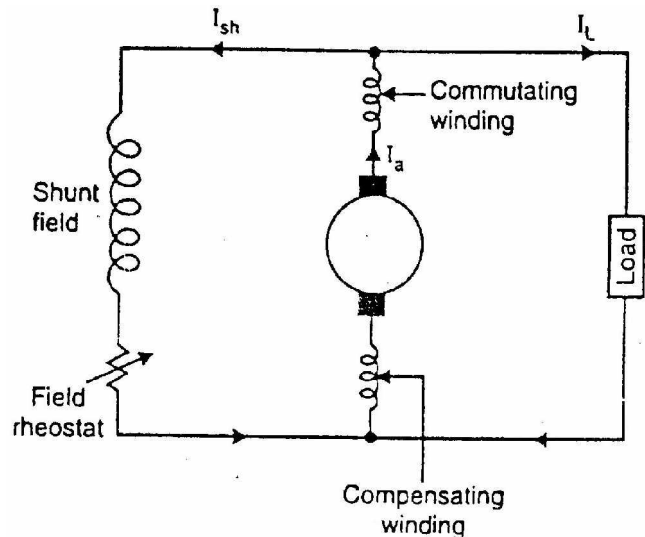 I_sh
I_L
Commutating
winding
I_a
Shunt
field
Load
Field
rheostat
Compensating
winding